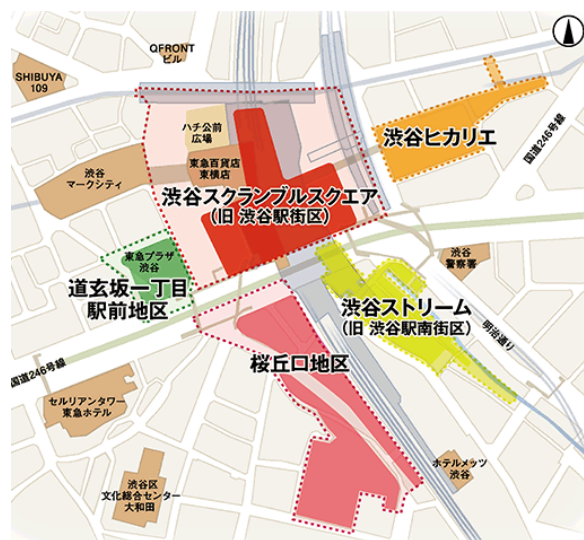 QFRONT
ビル
SHIBUYA
109
ハチ公前
広場
渋谷ヒカリエ
国道246号線
東急百貨店
東横店
渋谷
マークシティ
渋谷スクランブルスクエア
(旧 渋谷駅街区)
東急プラザ
渋谷
渋谷
警察署
道玄坂一丁目
駅前地区
渋谷ストリーム
(旧 渋谷駅南街区)
明治通り
桜丘口地区
国道246号線
セルリアンタワー
東急ホテル
渋谷区
文化総合センター
大和田
ホテルメッツ
渋谷